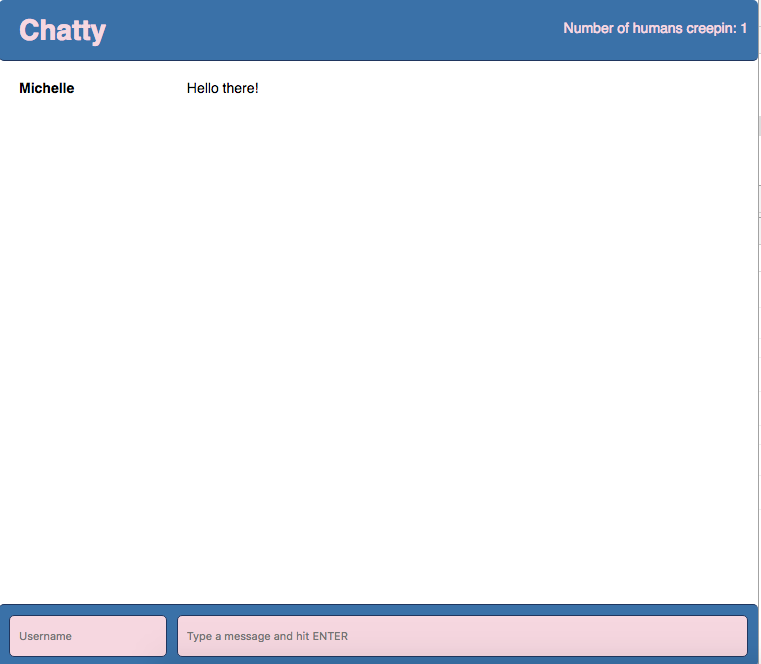 Chatty
Number of humans creepin: 1
Michelle Hello there!
Username
Type a message and hit ENTER